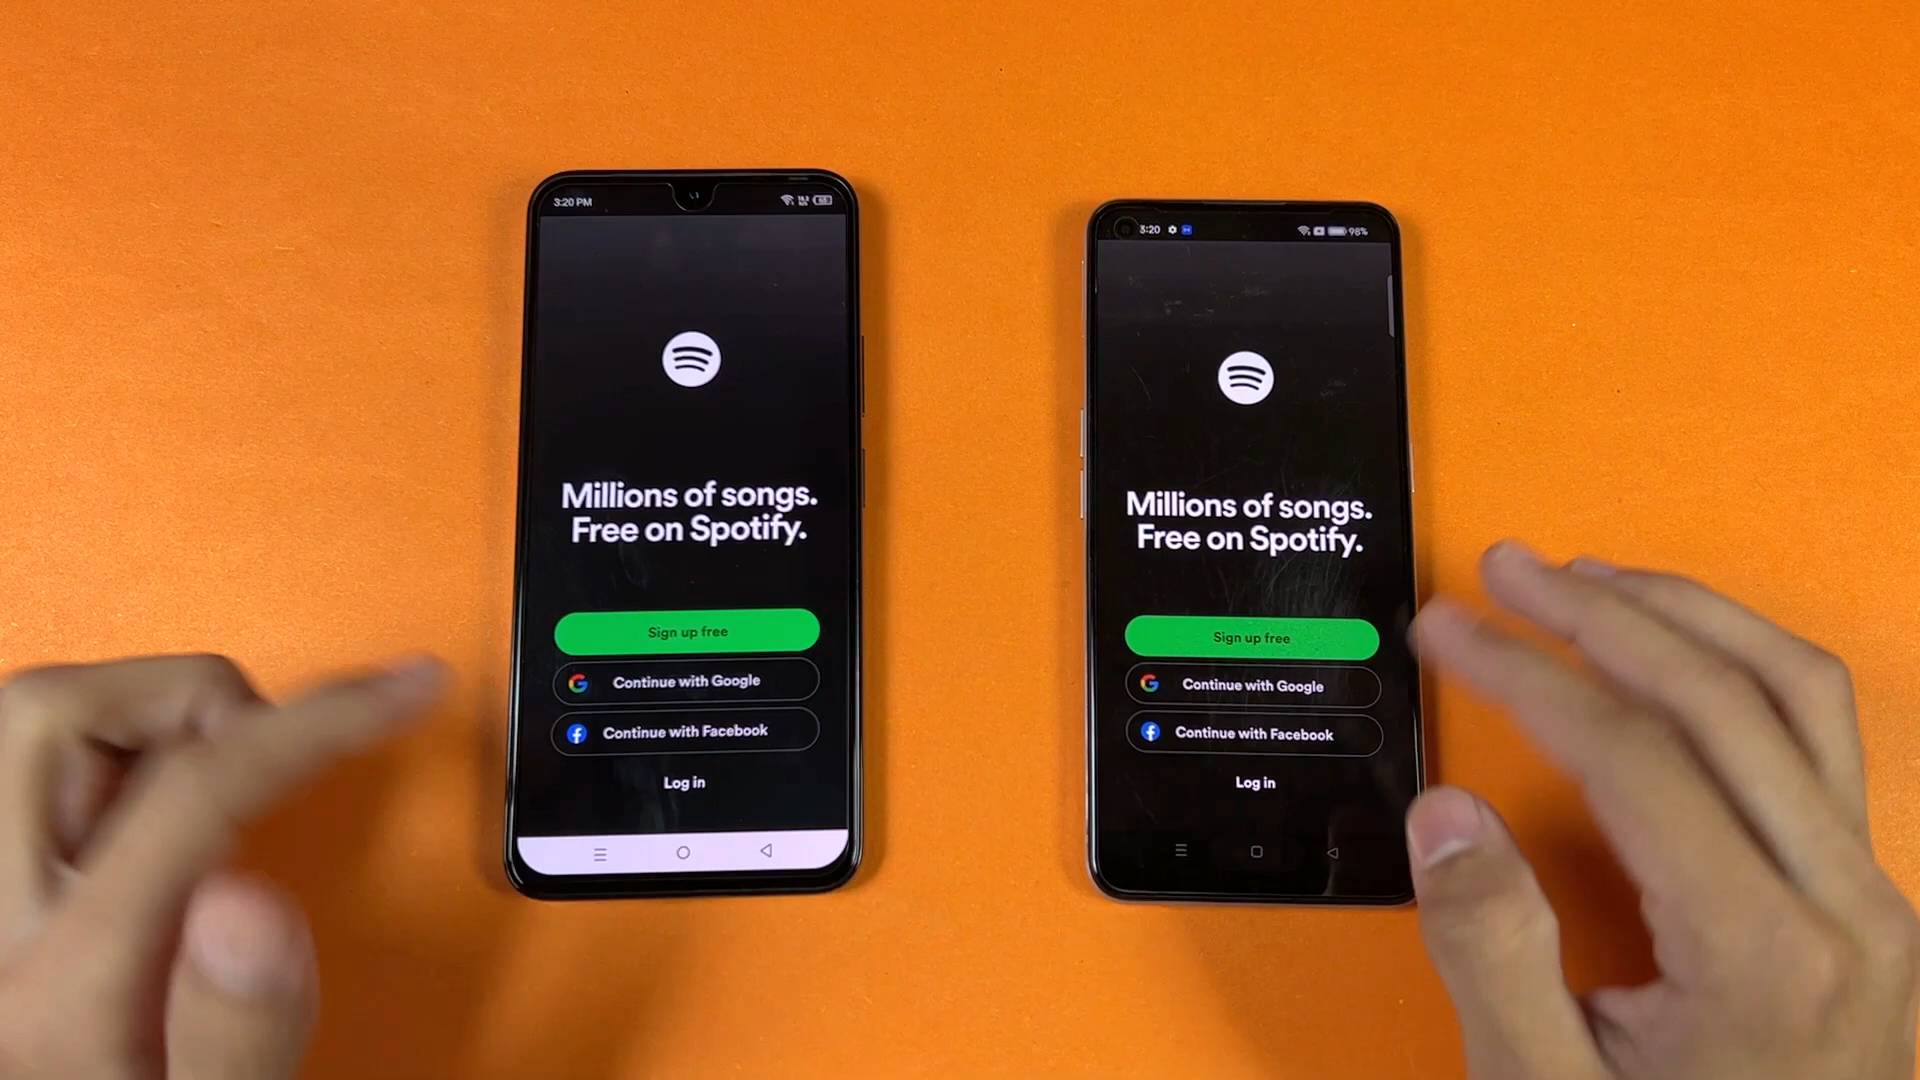 3:20 PM
Millions of songs.
Free on Spotify.
Sign up free
Continue with Google
Continue with Facebook
Log in
3:20
98%
Millions of songs.
Free on Spotify.
Sign up free
Continue with Google
Continue with Facebook
Log in